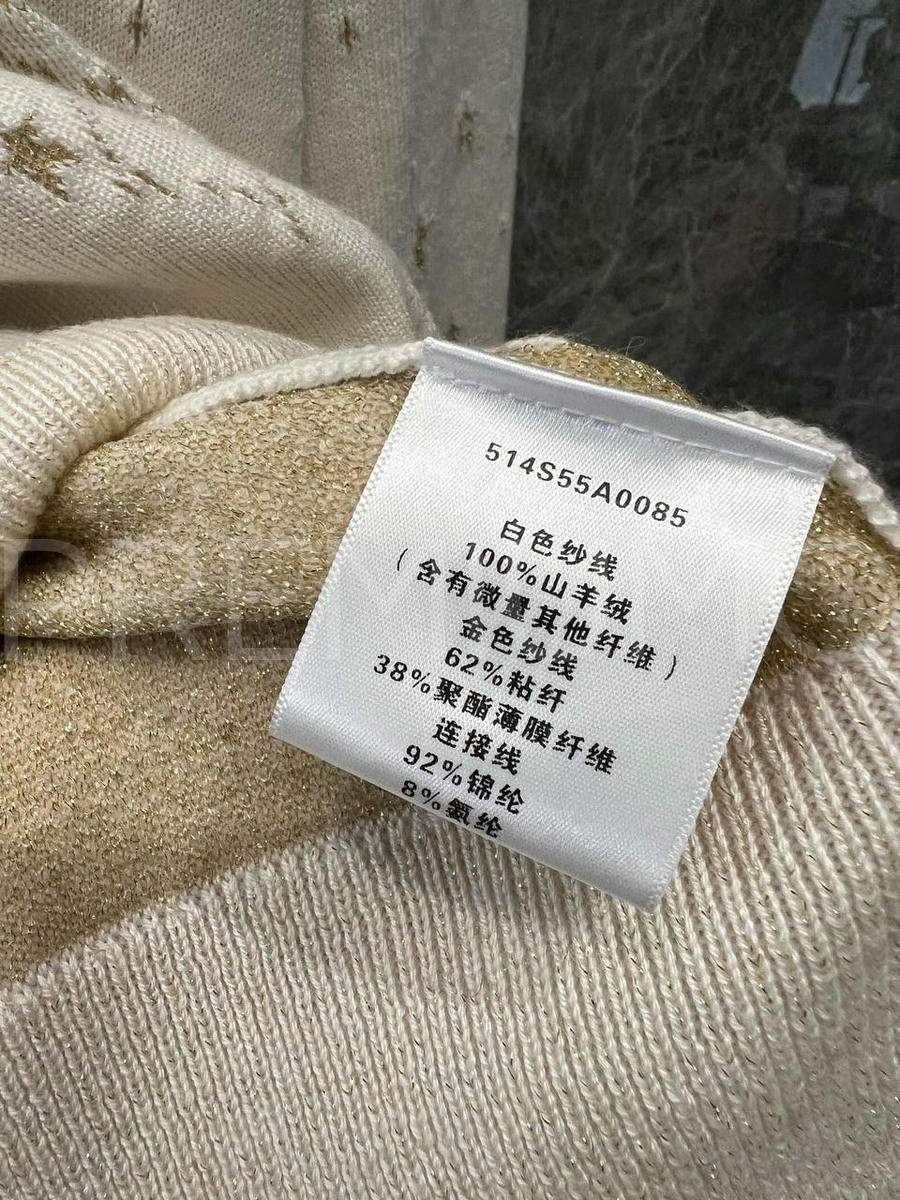 514S55A0085
白色纱线
100%山羊绒
(含有微量其他纤维)
金色纱线
62%粘纤
38%聚酯薄膜纤维
连接线
92%锦纶
8%氨纶